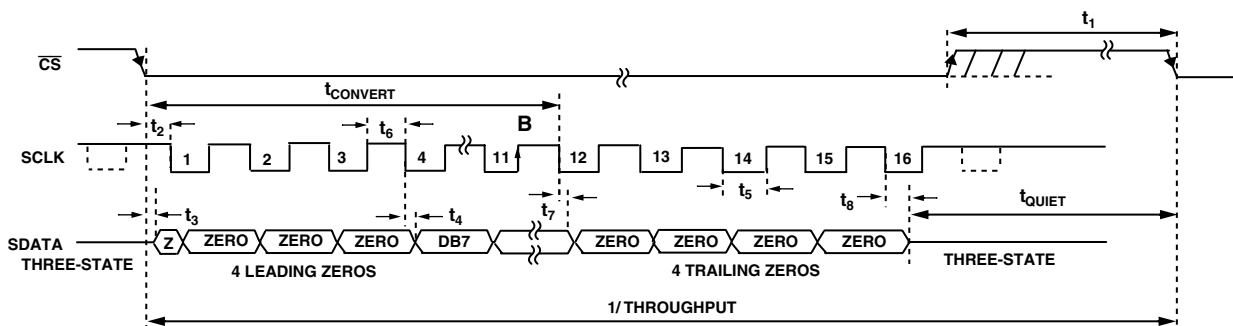 t1
CS
tCONVERT
t2
t6
B
SCLK
1 2 3 4 11 12 13 14 15 16
t3
t4
t7
t5
t8
tQUIET
SDATA
Z ZERO ZERO ZERO DB7 ZERO ZERO ZERO ZERO
THREE-STATE
4 LEADING ZEROS
4 TRAILING ZEROS
THREE-STATE
1/ THROUGHPUT